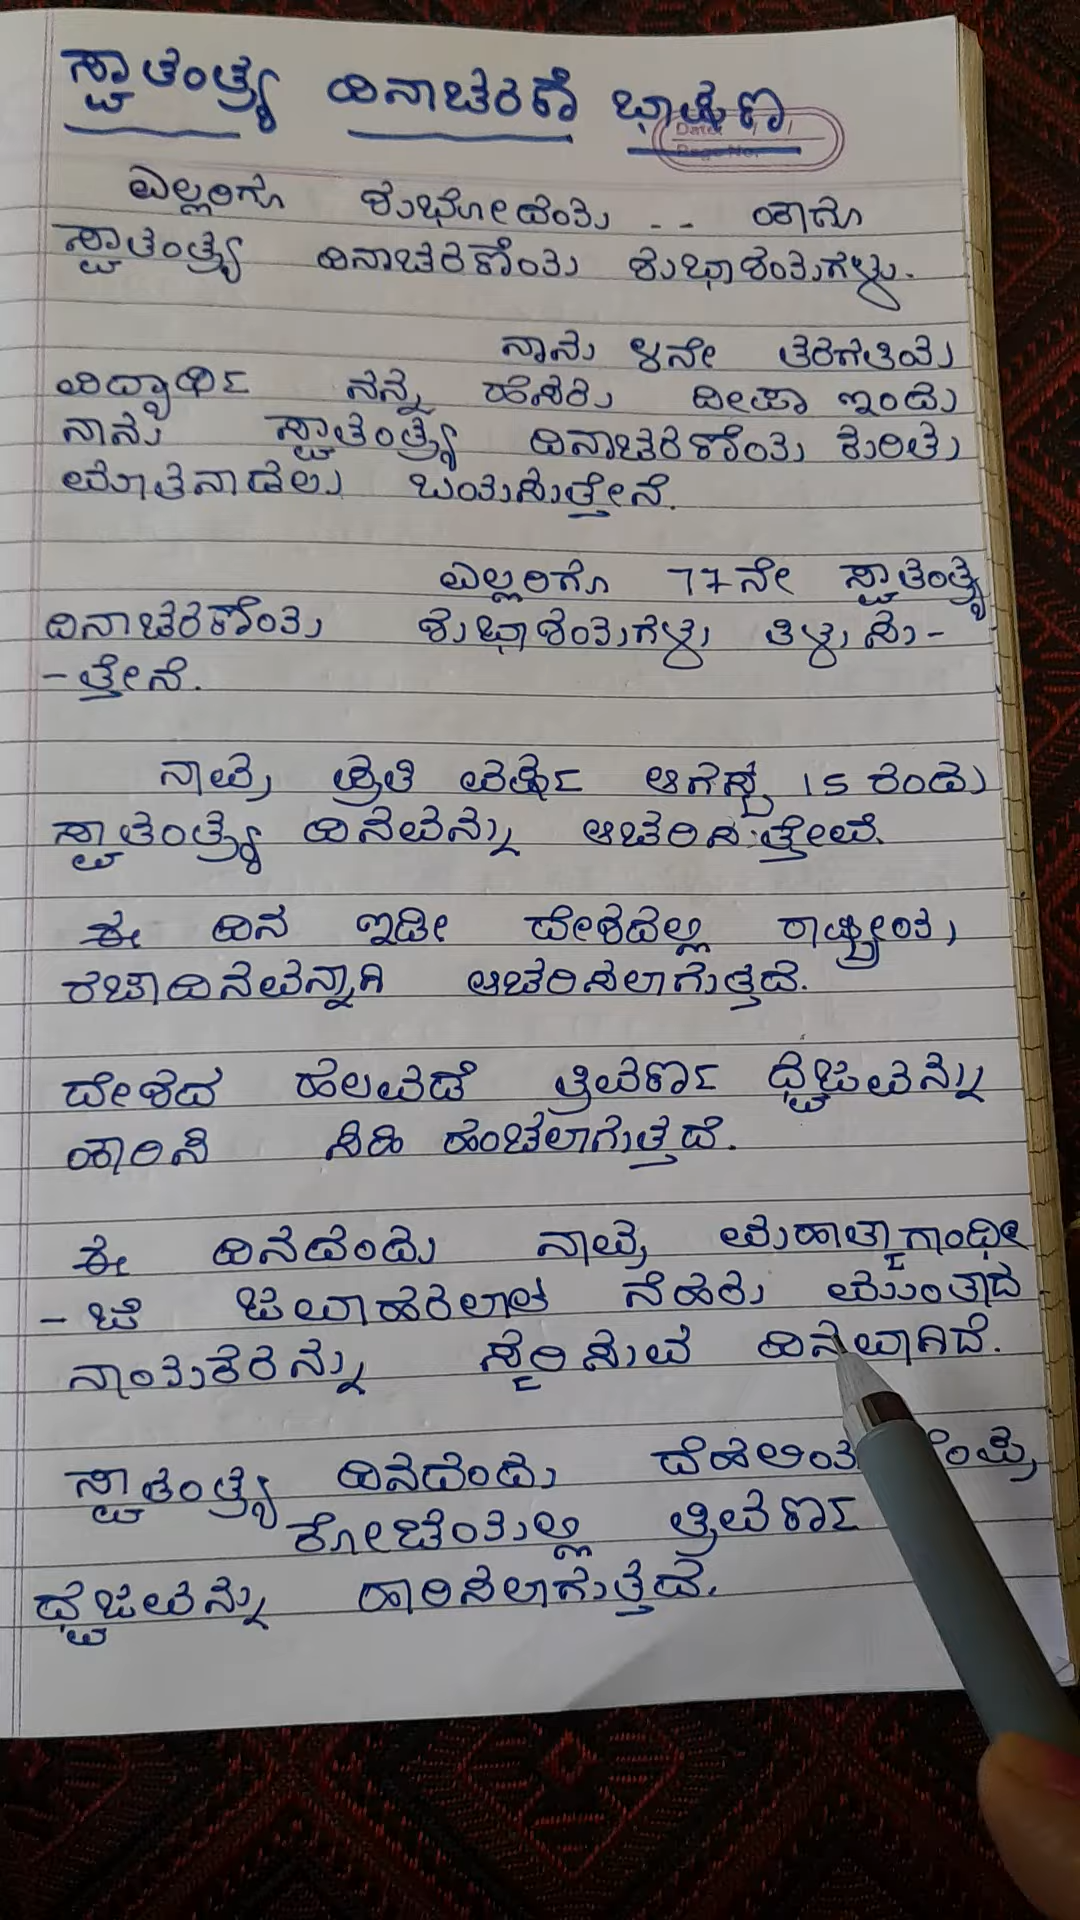 ಸ್ವಾತಂತ್ರ್ಯ ದಿನಾಚರಣೆ ಭಾಷಣ
ಎಲ್ಲರಿಗೂ ಶುಭೋದಯ .. ಹಾಗೂ
ಸ್ವಾತಂತ್ರ್ಯ ದಿನಾಚರಣೆಯ ಶುಭಾಶಯಗಳು.
ನಾನು ೪ನೇ ತರಗತಿಯ
ವಿದ್ಯಾರ್ಥಿ ನನ್ನ ಹೆಸರು ದೀಪಾ ಇಂದು
ನಾನು ಸ್ವಾತಂತ್ರ್ಯ ದಿನಾಚರಣೆಯ ಕುರಿತು
ಮಾತನಾಡಲು ಬಯಸುತ್ತೇನೆ.
ಎಲ್ಲರಿಗೂ 77ನೇ ಸ್ವಾತಂತ್ರ್ಯ
ದಿನಾಚರಣೆಯ ಶುಭಾಶಯಗಳು ತಿಳುಸು-
-ತ್ತೇನೆ.
ನಾವು ಪ್ರತಿ ವರ್ಷ ಆಗಸ್ಟ್ 15 ರಂದು
ಸ್ವಾತಂತ್ರ್ಯ ದಿನವನ್ನು ಆಚರಿಸುತ್ತೇವೆ.
ಈ ದಿನ ಇಡೀ ದೇಶದಲ್ಲಿ ರಾಷ್ಟ್ರೀಯ
ರಜಾದಿನವನ್ನಾಗಿ ಆಚರಿಸಲಾಗುತ್ತದೆ.
ದೇಶದ ಹಲವೆಡೆ ತ್ರಿವರ್ಣ ಧ್ವಜವನ್ನು
ಹಾರಿಸಿ ಸಿಹಿ ಹಂಚಲಾಗುತ್ತದೆ.
ಈ ದಿನದಂದು ನಾವು ಮಹಾತ್ಮಾಗಾಂಧೀ
-ಜಿ ಜವಾಹರಲಾಲ ನೆಹರು ಮುಂತಾದ
ನಾಯಕರನ್ನು ಸ್ಮರಿಸುವ ದಿನವಾಗಿದೆ.
ಸ್ವಾತಂತ್ರ್ಯ ದಿನದಂದು ದೆಹಲಿಯ
ಕೋಟೆಯಲ್ಲಿ ತ್ರಿವರ್ಣ
ಧ್ವಜವನ್ನು ಹಾರಿಸಲಾಗುತ್ತದೆ.